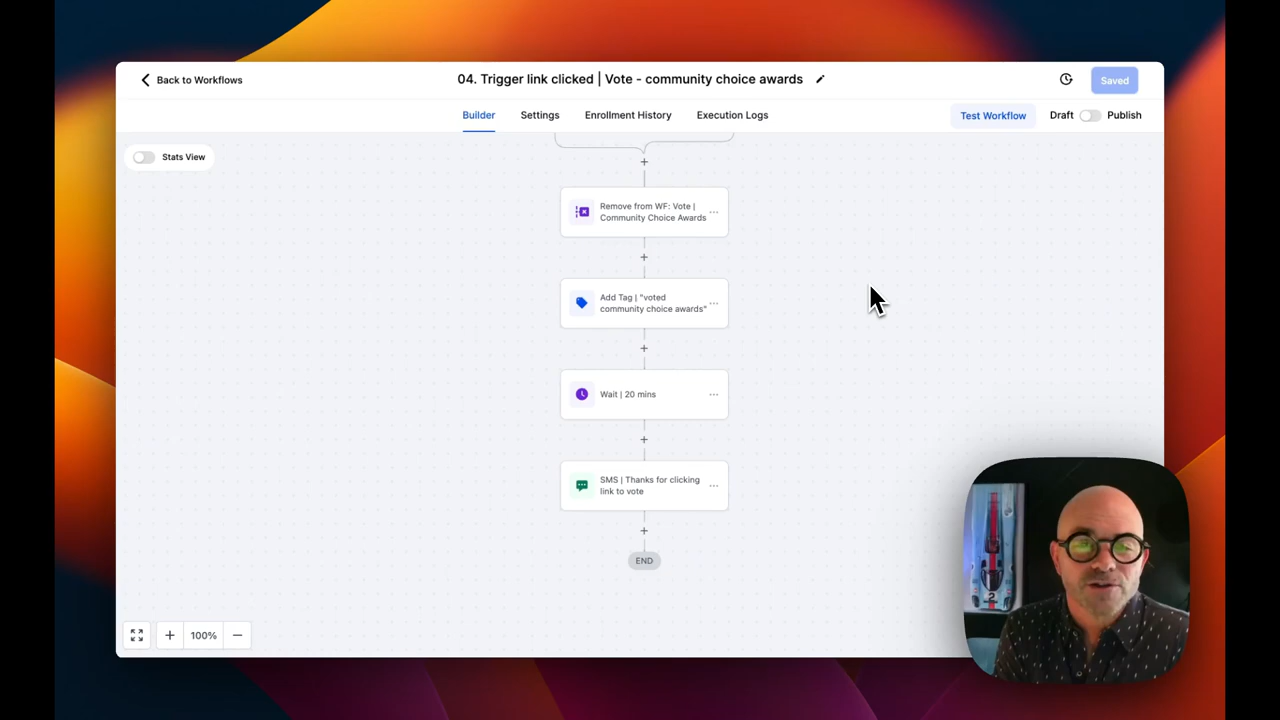 Back to Workflows
04. Trigger link clicked | Vote - community choice awards
Saved
Builder
Settings
Enrollment History
Execution Logs
Test Workflow
Draft
Publish
Stats View
Remove from WF: Vote |
Community Choice Awards
Add Tag | "voted
community choice awards"
Wait | 20 mins
SMS | Thanks for clicking
link to vote
END
100%
2